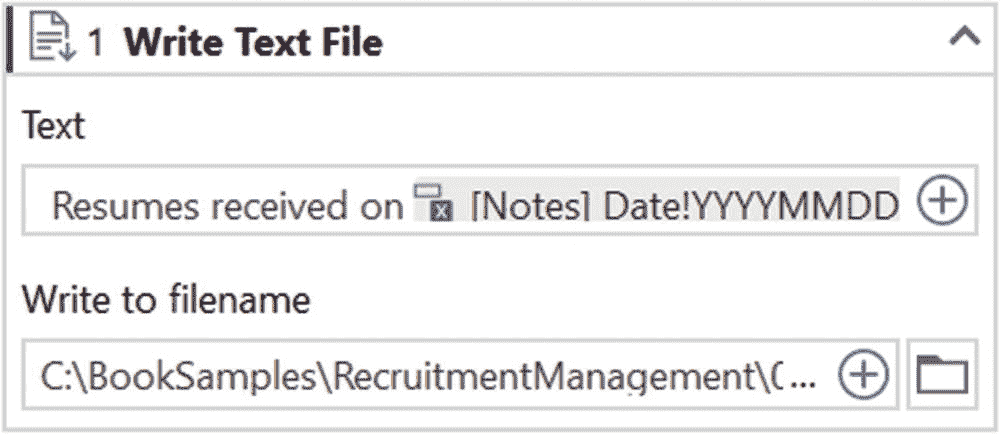 1 Write Text File
Text
Resumes received on [Notes] Date!YYYYMMDD
Write to filename
C:\BookSamples\RecruitmentManagement\ ...